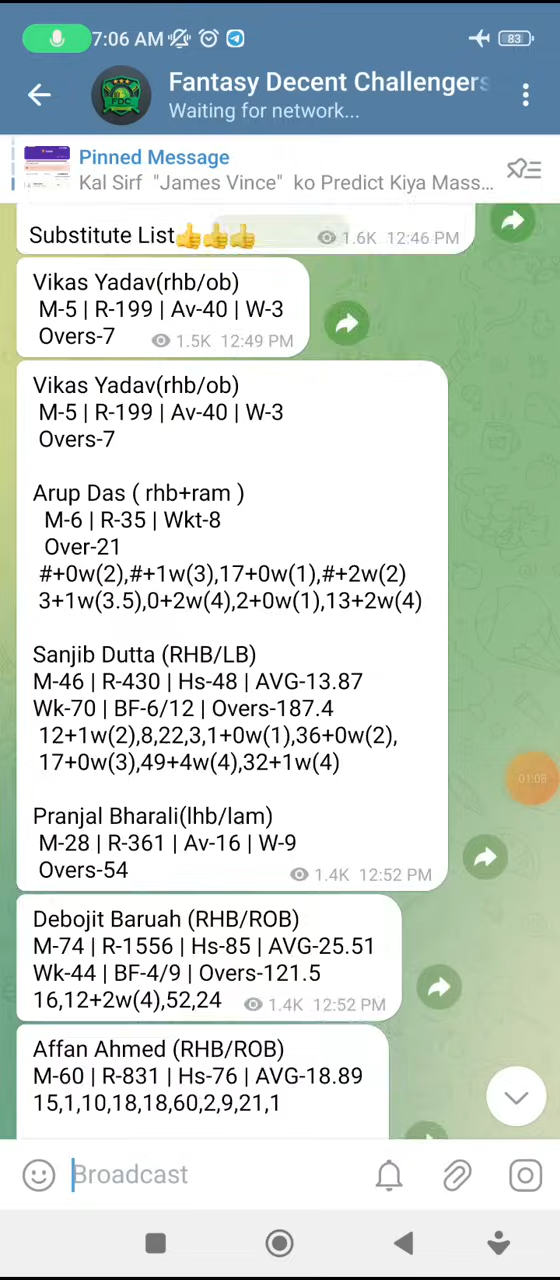 7:06 AM
83
Fantasy Decent Challengers
Waiting for network...
FDC
Pinned Message
Kal Sirf "James Vince" ko Predict Kiya Mass...
Substitute List👍👍👍 1.6K 12:46 PM
Vikas Yadav(rhb/ob)
M-5 | R-199 | Av-40 | W-3
Overs-7 1.5K 12:49 PM
Vikas Yadav(rhb/ob)
M-5 | R-199 | Av-40 | W-3
Overs-7
Arup Das ( rhb+ram )
M-6 | R-35 | Wkt-8
Over-21
#+0w(2),#+1w(3),17+0w(1),#+2w(2)
3+1w(3.5),0+2w(4),2+0w(1),13+2w(4)
Sanjib Dutta (RHB/LB)
M-46 | R-430 | Hs-48 | AVG-13.87
Wk-70 | BF-6/12 | Overs-187.4
12+1w(2),8,22,3,1+0w(1),36+0w(2),
17+0w(3),49+4w(4),32+1w(4)
01:08
Pranjal Bharali(lhb/lam)
M-28 | R-361 | Av-16 | W-9
Overs-54 1.4K 12:52 PM
Debojit Baruah (RHB/ROB)
M-74 | R-1556 | Hs-85 | AVG-25.51
Wk-44 | BF-4/9 | Overs-121.5
16,12+2w(4),52,24 1.4K 12:52 PM
Affan Ahmed (RHB/ROB)
M-60 | R-831 | Hs-76 | AVG-18.89
15,1,10,18,18,60,2,9,21,1
Broadcast